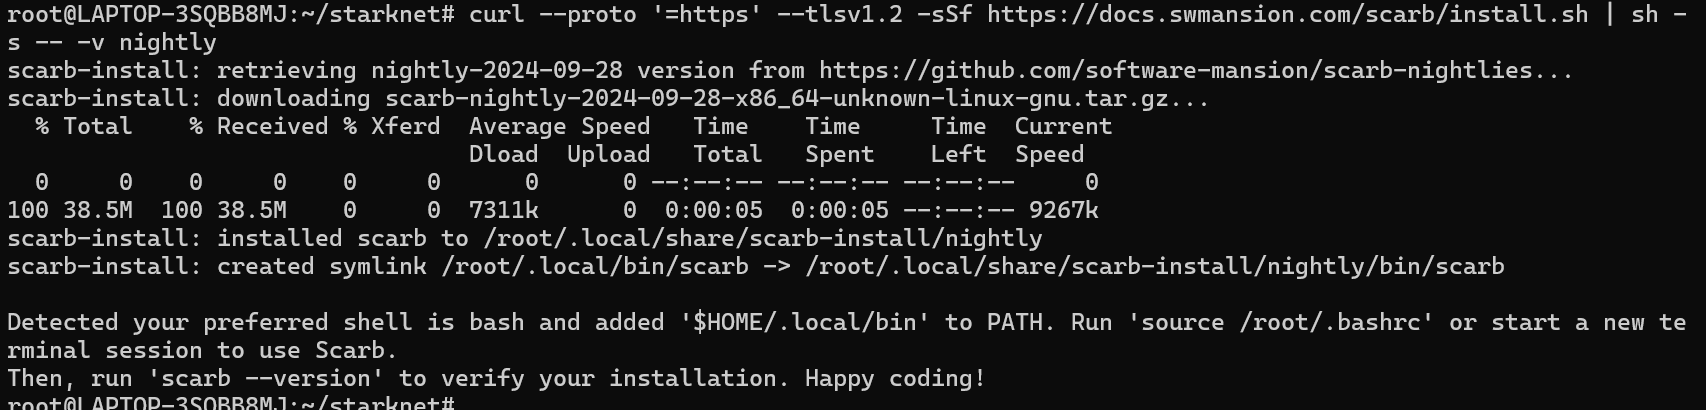 root@LAPTOP-3SQBB8MJ:~/starknet# curl --proto '=https' --tlsv1.2 -sSf https://docs.swmansion.com/scarb/install.sh | sh -
s -- -v nightly
scarb-install: retrieving nightly-2024-09-28 version from https://github.com/software-mansion/scarb-nightlies...
scarb-install: downloading scarb-nightly-2024-09-28-x86_64-unknown-linux-gnu.tar.gz...
  % Total    % Received % Xferd  Average Speed   Time    Time     Time  Current
                                 Dload  Upload   Total   Spent    Left  Speed
  0     0    0     0    0     0      0      0 --:--:-- --:--:-- --:--:--     0
100 38.5M  100 38.5M    0     0  7311k      0  0:00:05  0:00:05 --:--:-- 9267k
scarb-install: installed scarb to /root/.local/share/scarb-install/nightly
scarb-install: created symlink /root/.local/bin/scarb -> /root/.local/share/scarb-install/nightly/bin/scarb
Detected your preferred shell is bash and added '$HOME/.local/bin' to PATH. Run 'source /root/.bashrc' or start a new te
rminal session to use Scarb.
Then, run 'scarb --version' to verify your installation. Happy coding!
root@LAPTOP-3SQBB8MJ:~/starknet#